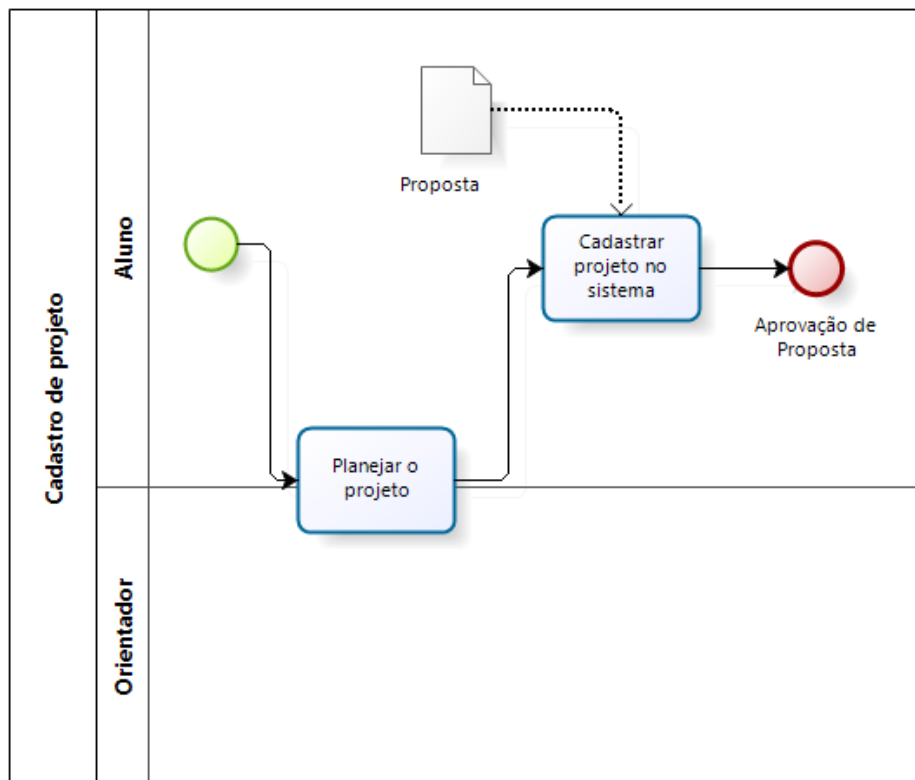 Cadastro de projeto
Aluno
Orientador
Proposta
Cadastrar
projeto no
sistema
Aprovação de
Proposta
Planejar o
projeto